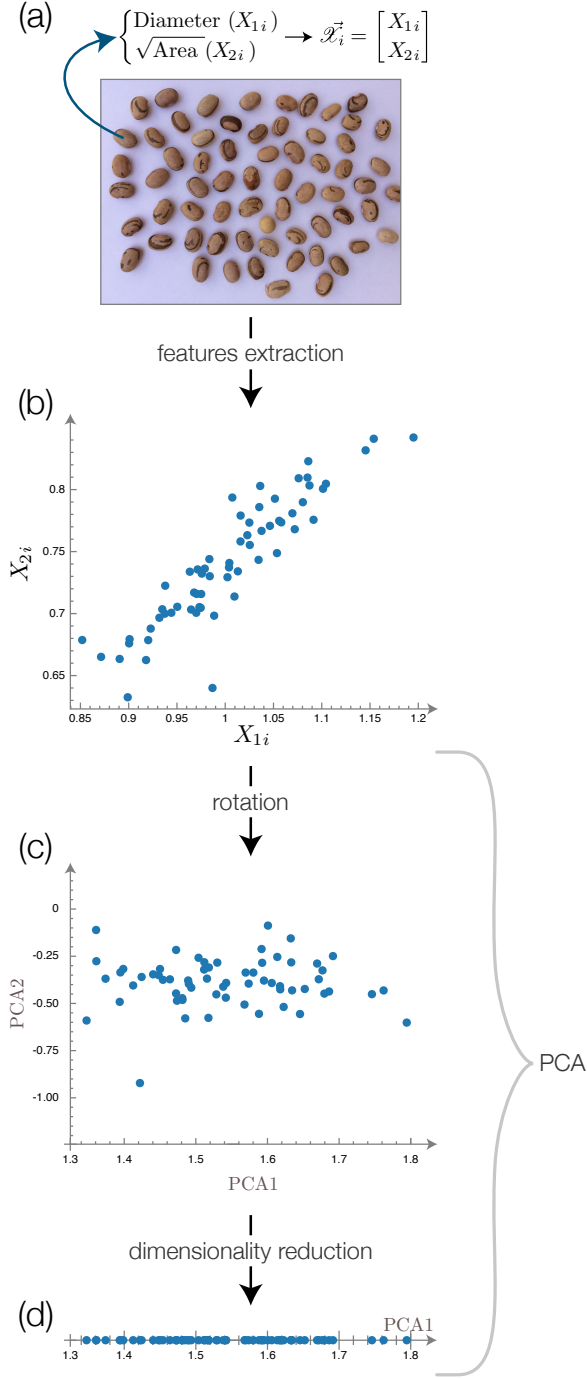 (a)
Diameter (X₁ᵢ)
√Area (X₂ᵢ)
𝒳⃗ᵢ = [X₁ᵢ
X₂ᵢ]
features extraction
(b)
0.8
0.75
0.7
0.65
X₂ᵢ
0.85 0.9 0.95 1 1.05 1.1 1.15 1.2
X₁ᵢ
rotation
(c)
0
-0.25
-0.50
-0.75
-1.00
PCA2
1.3 1.4 1.5 1.6 1.7 1.8
PCA1
PCA
dimensionality reduction
(d)
PCA1
1.3 1.4 1.5 1.6 1.7 1.8